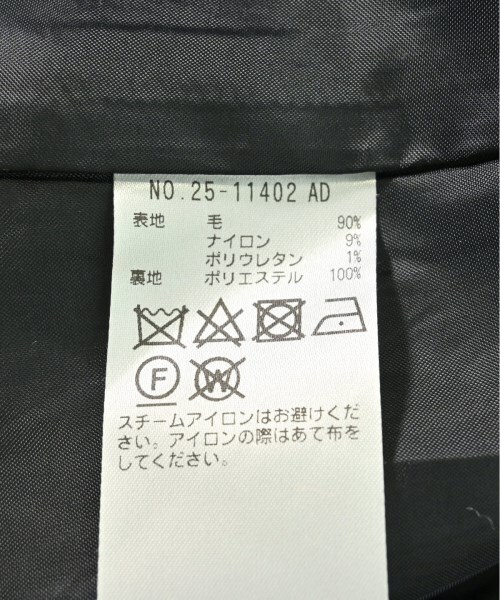 NO.25-11402 AD
表地 毛 90%
ナイロン 9%
ポリウレタン 1%
裏地 ポリエステル 100%
F W
スチームアイロンはお避けくだ
さい。アイロンの際はあて布を
してください。